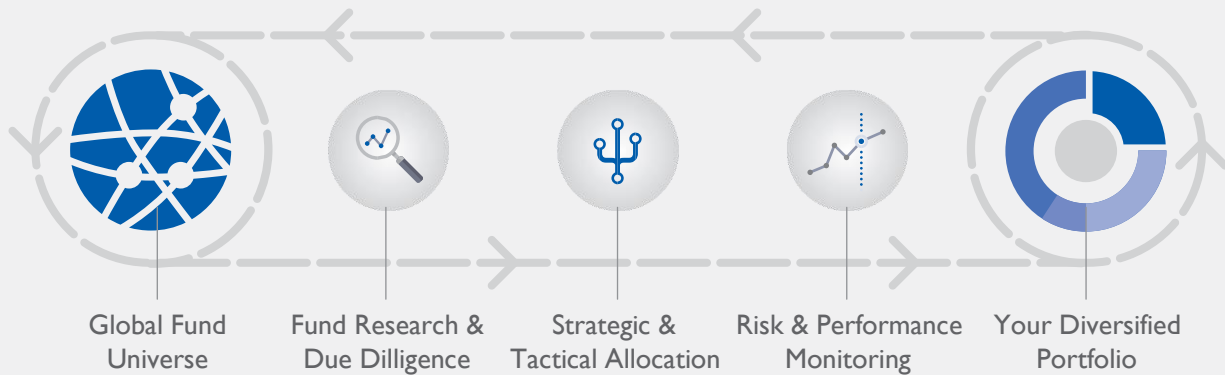 Global Fund
Universe
Fund Research &
Due Dilligence
Strategic &
Tactical Allocation
Risk & Performance
Monitoring
Your Diversified
Portfolio